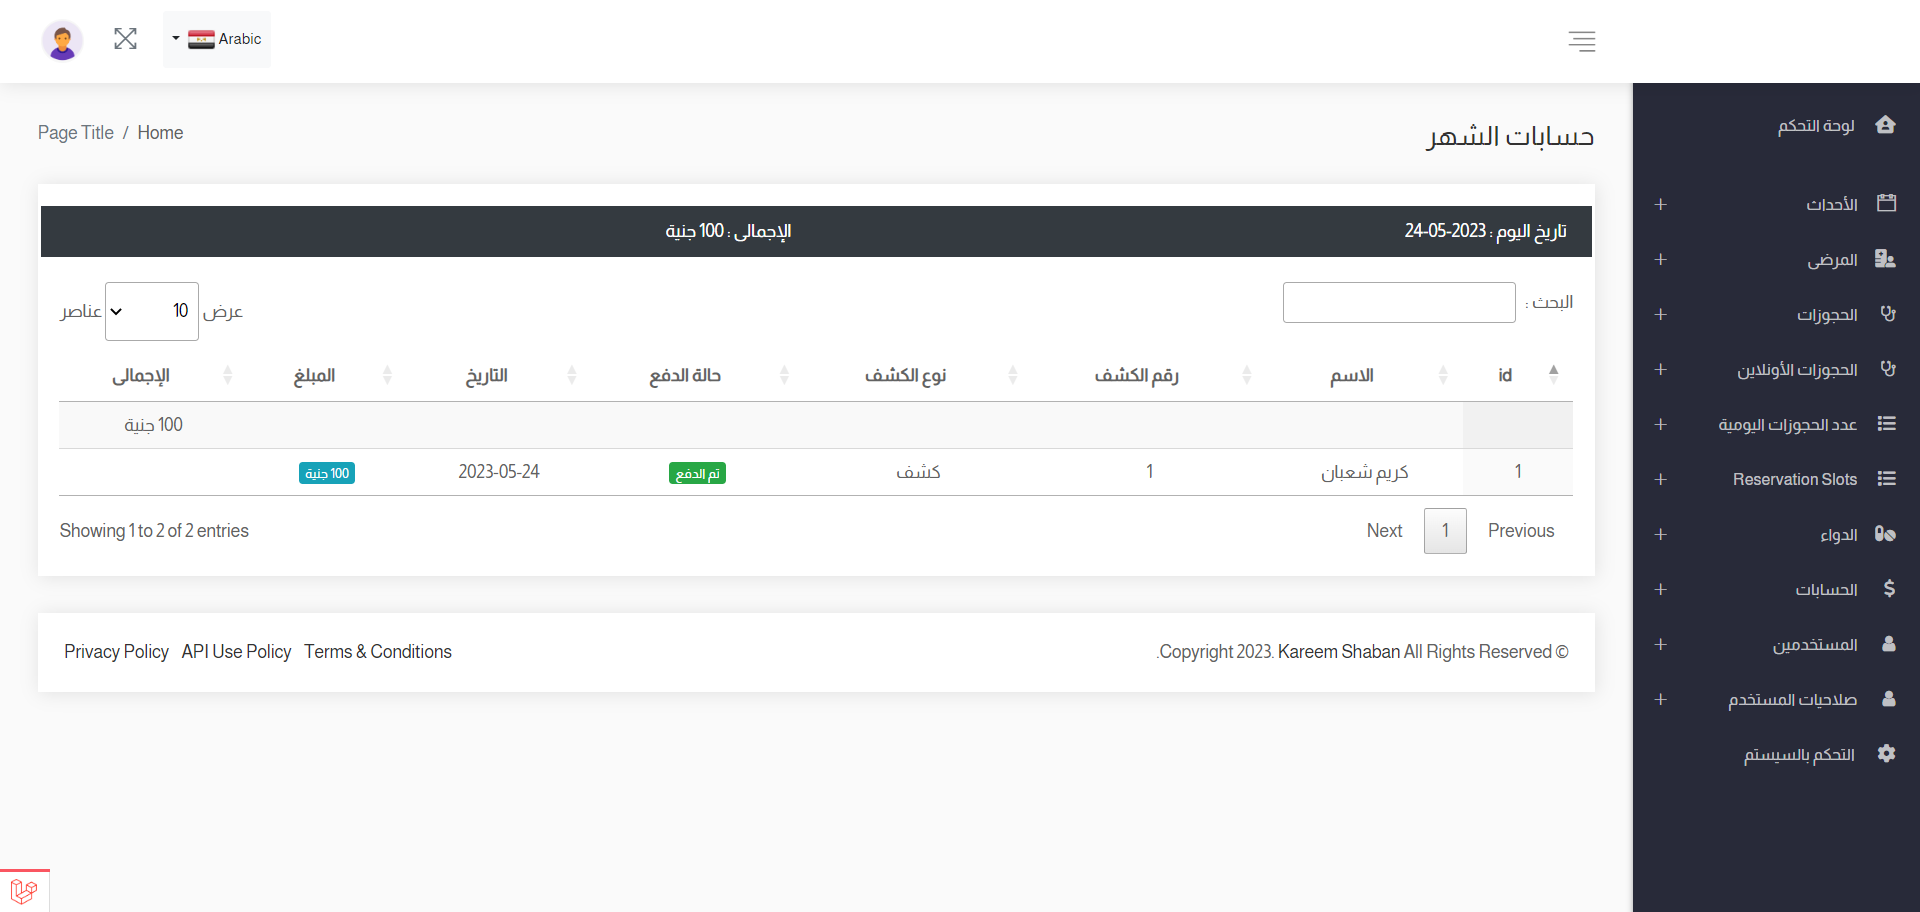 Arabic
لوحة التحكم
الأحداث
المرضى
الحجوزات
الحجوزات الأونلاين
عدد الحجوزات اليومية
Reservation Slots
الدواء
الحسابات
المستخدمين
صلاحيات المستخدم
التحكم بالسيستم
حسابات الشهر
Page Title / Home
تاريخ اليوم : 2023-05-24
الإجمالى : 100 جنية
البحث :
عرض 10 عناصر
id الاسم رقم الكشف نوع الكشف حالة الدفع التاريخ المبلغ الإجمالى
100 جنية
1 كريم شعبان 1 كشف تم الدفع 2023-05-24 100 جنية
Previous 1 Next
Showing 1 to 2 of 2 entries
.Copyright 2023. Kareem Shaban All Rights Reserved ©
Privacy Policy API Use Policy Terms & Conditions